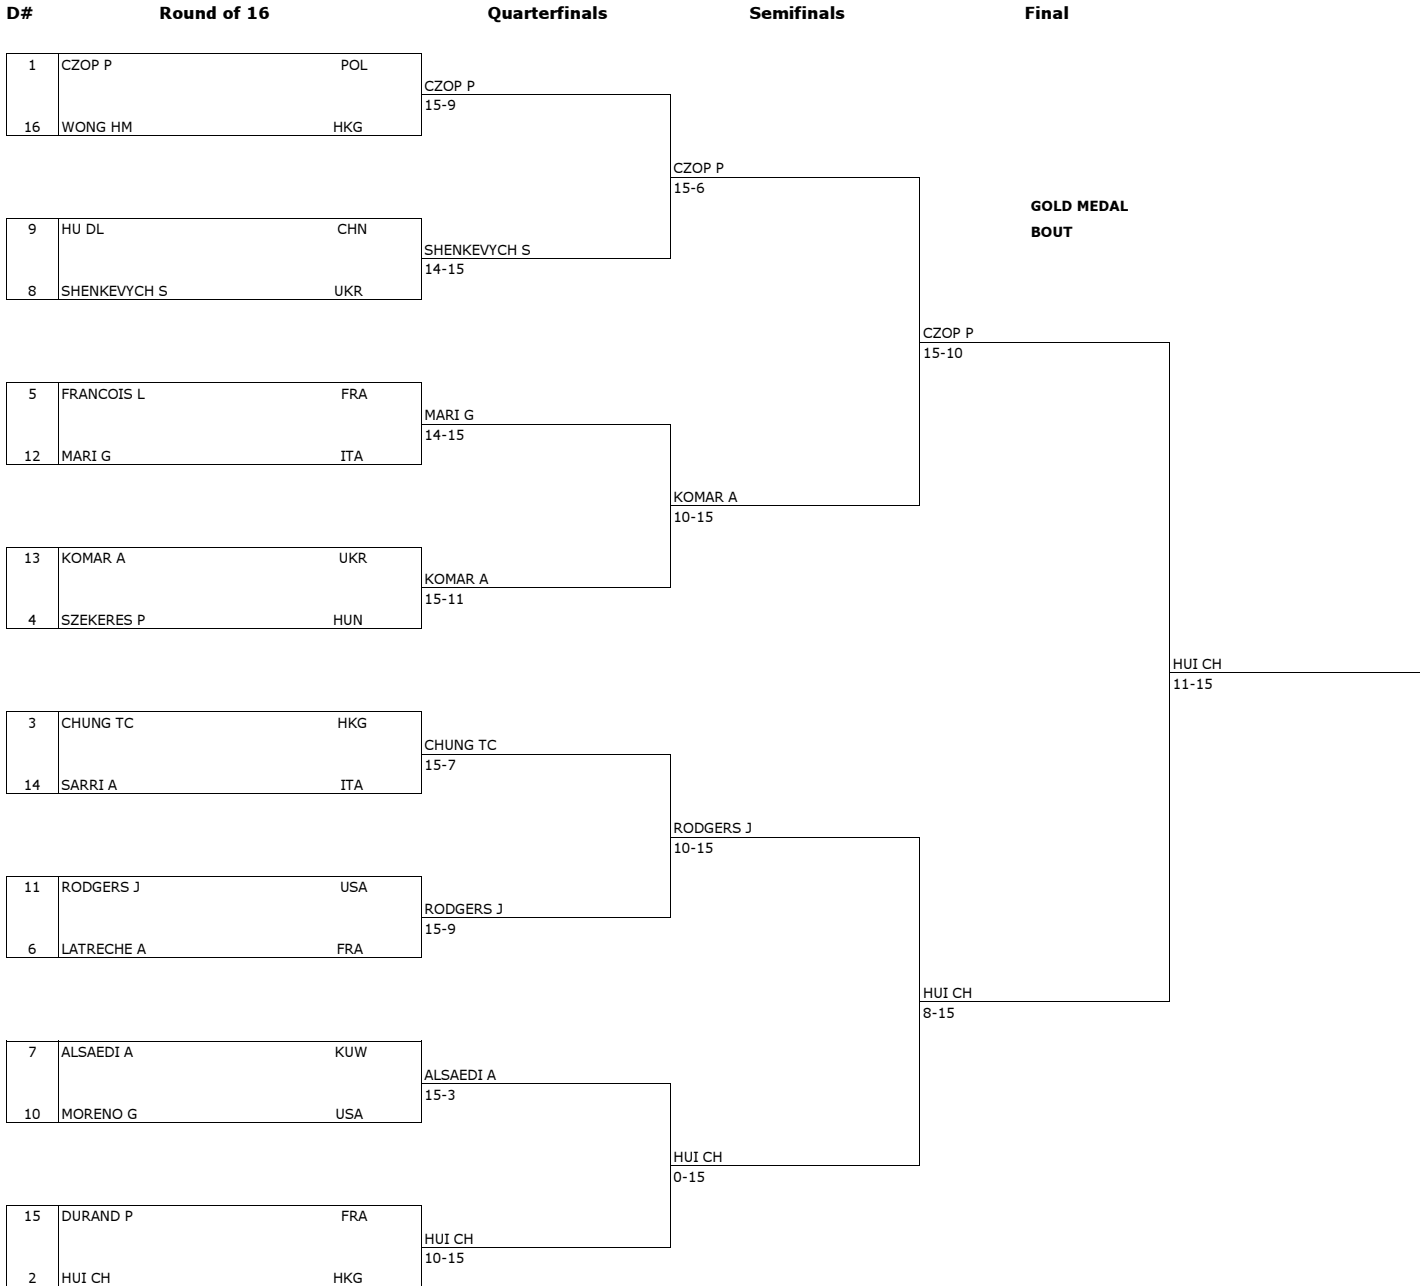 D# Round of 16 Quarterfinals Semifinals Final
1 CZOP P POL
CZOP P
15-9
16 WONG HM HKG
CZOP P
15-6
GOLD MEDAL
BOUT
9 HU DL CHN
SHENKEVYCH S
14-15
8 SHENKEVYCH S UKR
CZOP P
15-10
5 FRANCOIS L FRA
MARI G
14-15
12 MARI G ITA
KOMAR A
10-15
13 KOMAR A UKR
KOMAR A
15-11
4 SZEKERES P HUN
HUI CH
11-15
3 CHUNG TC HKG
CHUNG TC
15-7
14 SARRI A ITA
RODGERS J
10-15
11 RODGERS J USA
RODGERS J
15-9
6 LATRECHE A FRA
HUI CH
8-15
7 ALSAEDI A KUW
ALSAEDI A
15-3
10 MORENO G USA
HUI CH
0-15
15 DURAND P FRA
HUI CH
10-15
2 HUI CH HKG